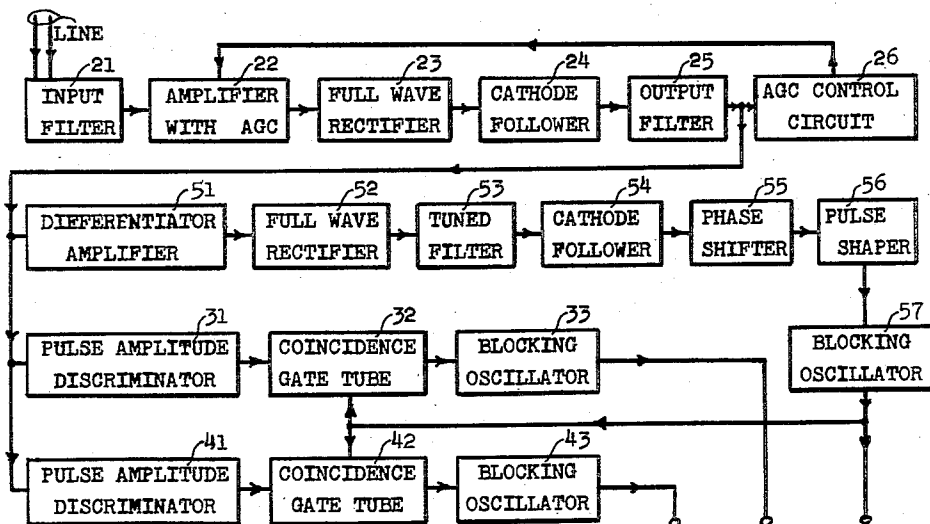 LINE
21
INPUT
FILTER
22
AMPLIFIER
WITH AGC
23
FULL WAVE
RECTIFIER
24
CATHODE
FOLLOWER
25
OUTPUT
FILTER
26
AGC CONTROL
CIRCUIT
51
DIFFERENTIATOR
AMPLIFIER
52
FULL WAVE
RECTIFIER
53
TUNED
FILTER
54
CATHODE
FOLLOWER
55
PHASE
SHIFTER
56
PULSE
SHAPER
31
PULSE AMPLITUDE
DISCRIMINATOR
32
COINCIDENCE
GATE TUBE
33
BLOCKING
OSCILLATOR
57
BLOCKING
OSCILLATOR
41
PULSE AMPLITUDE
DISCRIMINATOR
42
COINCIDENCE
GATE TUBE
43
BLOCKING
OSCILLATOR